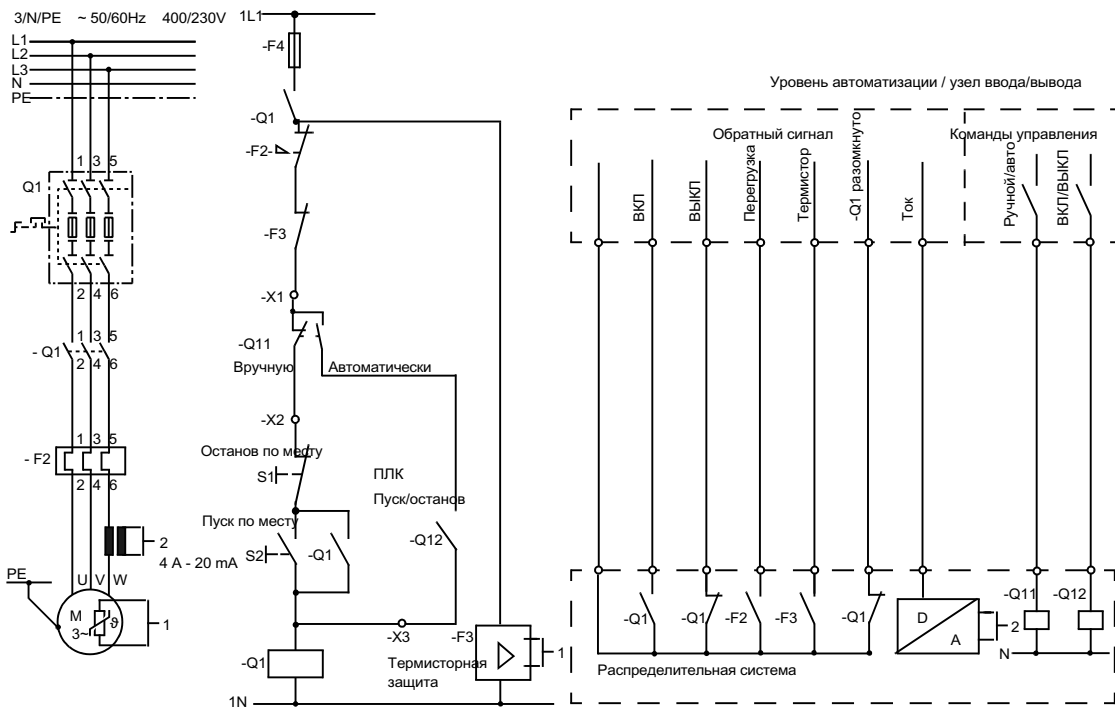 3/N/PE ~ 50/60Hz 400/230V
1L1
L1
L2
L3
N
PE
-F4
Уровень автоматизации / узел ввода/вывода
-Q1
Обратный сигнал
Команды управления
-F2-
ВКЛ
ВЫКЛ
Перегрузка
Термистор
-Q1 разомкнуто
Ток
Ручной/авто
ВКЛ/ВЫКЛ
1 3 5
Q1
2 4 6
-F3
-X1
-Q11
Вручную
Автоматически
1 3 5
- Q1
2 4 6
-X2
Останов по месту
S1
ПЛК
Пуск/останов
1 3 5
- F2
2 4 6
Пуск по месту
S2
-Q1
-Q12
2
4 A - 20 mA
PE
U V W
M
3~
ϑ
1
-X3
-F3
-Q1
Термисторная
защита
1
1N
-Q1
-Q1
-F2
-F3
-Q1
D
A
2
-Q11
-Q12
N
Распределительная система